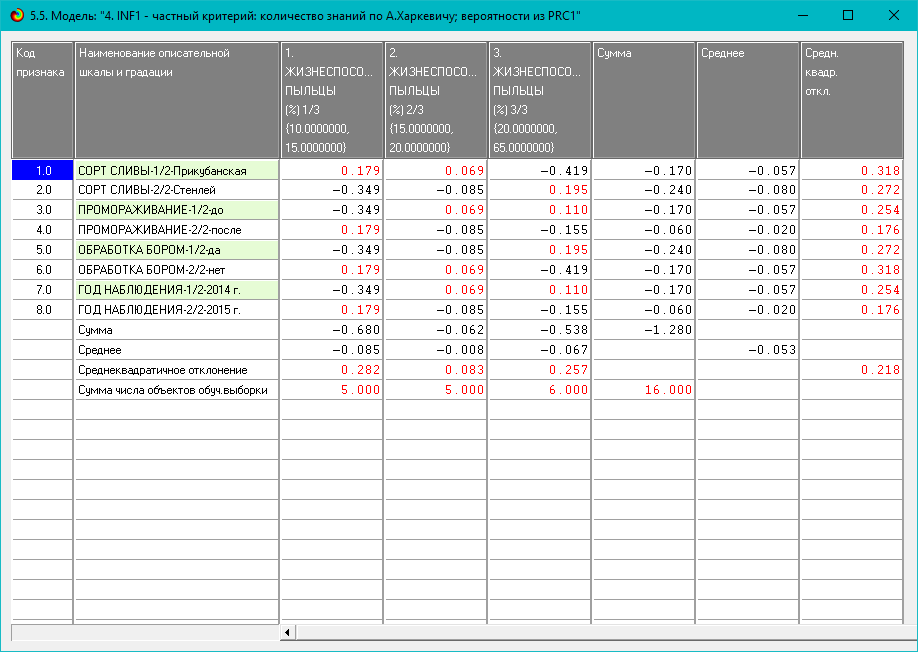 5.5. Модель: "4. INF1 - частный критерий: количество знаний по А.Харкевичу; вероятности из PRC1"
Код признака Наименование описательной шкалы и градации 1. ЖИЗНЕСПОСО... ПЫЛЬЦЫ (%) 1/3 {10.0000000, 15.0000000} 2. ЖИЗНЕСПОСО... ПЫЛЬЦЫ (%) 2/3 {15.0000000, 20.0000000} 3. ЖИЗНЕСПОСО... ПЫЛЬЦЫ (%) 3/3 {20.0000000, 65.0000000} Сумма Среднее Средн. квадр. откл.
1.0 СОРТ СЛИВЫ-1/2-Прикубанская 0.179 0.069 -0.419 -0.170 -0.057 0.318
2.0 СОРТ СЛИВЫ-2/2-Стенлей -0.349 -0.085 0.195 -0.240 -0.080 0.272
3.0 ПРОМОРАЖИВАНИЕ-1/2-до -0.349 0.069 0.110 -0.170 -0.057 0.254
4.0 ПРОМОРАЖИВАНИЕ-2/2-после 0.179 -0.085 -0.155 -0.060 -0.020 0.176
5.0 ОБРАБОТКА БОРОМ-1/2-да -0.349 -0.085 0.195 -0.240 -0.080 0.272
6.0 ОБРАБОТКА БОРОМ-2/2-нет 0.179 0.069 -0.419 -0.170 -0.057 0.318
7.0 ГОД НАБЛЮДЕНИЯ-1/2-2014 г. -0.349 0.069 0.110 -0.170 -0.057 0.254
8.0 ГОД НАБЛЮДЕНИЯ-2/2-2015 г. 0.179 -0.085 -0.155 -0.060 -0.020 0.176
Сумма -0.680 -0.062 -0.538 -1.280
Среднее -0.085 -0.008 -0.067 -0.053
Среднеквадратичное отклонение 0.282 0.083 0.257 0.218
Сумма числа объектов обуч.выборки 5.000 5.000 6.000 16.000